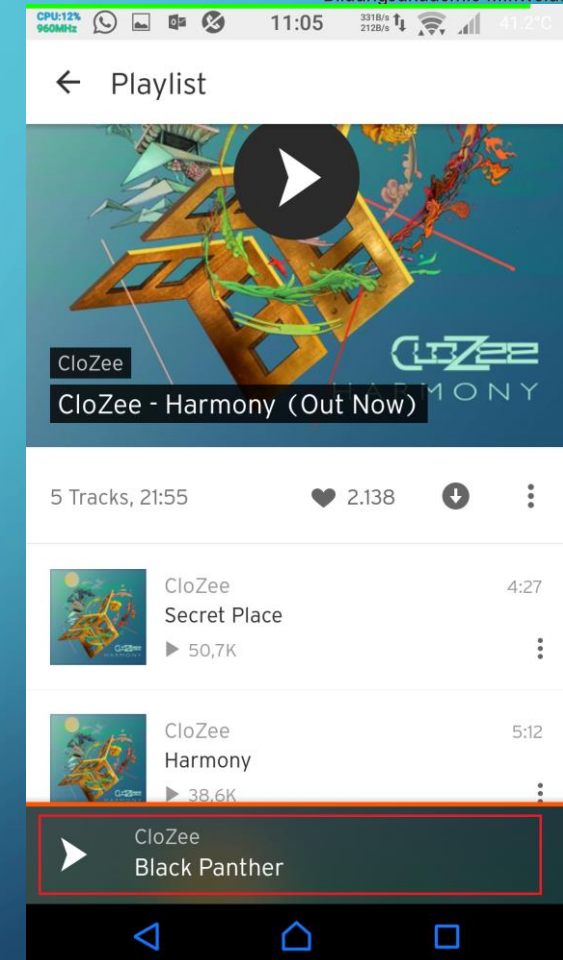 CPU:12%
960MHz
11:05
331B/s
212B/s
41.2°C
Playlist
CloZee
HARMONY
CloZee
CloZee - Harmony (Out Now)
5 Tracks, 21:55
2.138
CloZee
4:27
Secret Place
50,7K
CloZee
5:12
Harmony
38,6K
CloZee
Black Panther